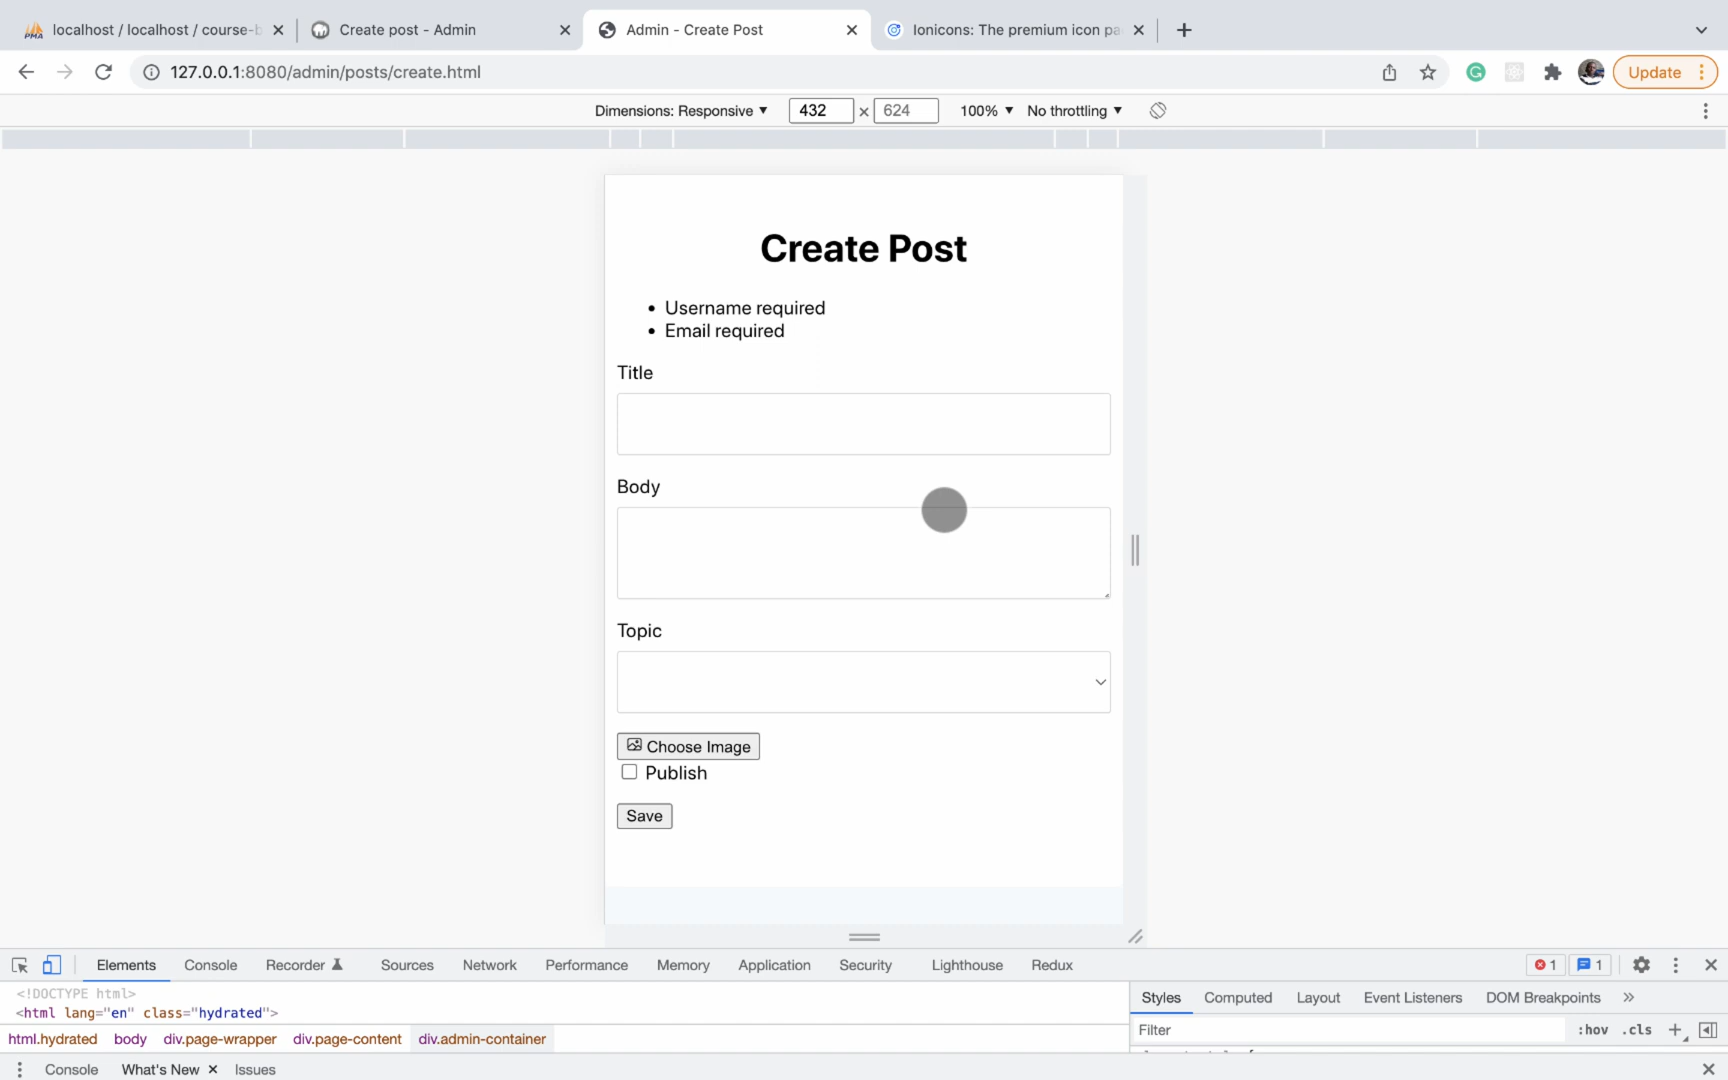 localhost / localhost / course-b
Create post - Admin
Admin - Create Post
Ionicons: The premium icon pa
127.0.0.1:8080/admin/posts/create.html
Update
Dimensions: Responsive
432 × 624
100%
No throttling
Create Post
• Username required
• Email required
Title
Body
Topic
Choose Image
Publish
Save
Elements Console Recorder Sources Network Performance Memory Application Security Lighthouse Redux
1 1
<!DOCTYPE html>
<html lang="en" class="hydrated">
Styles Computed Layout Event Listeners DOM Breakpoints
Filter
:hov .cls
html.hydrated body div.page-wrapper div.page-content div.admin-container
Console What's New Issues